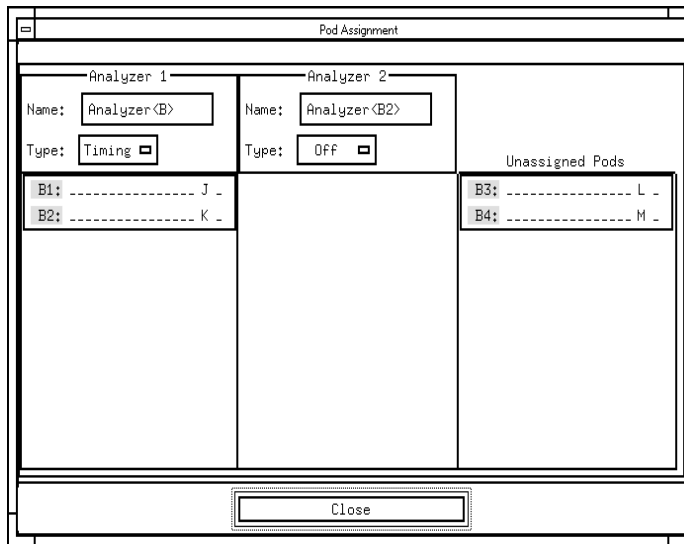 Pod Assignment
Analyzer 1
Analyzer 2
Name: Analyzer<B>
Name: Analyzer<B2>
Type: Timing
Type: Off
Unassigned Pods
B1: ________________ J _
B3: ________________ L _
B2: ________________ K _
B4: ________________ M _
Close